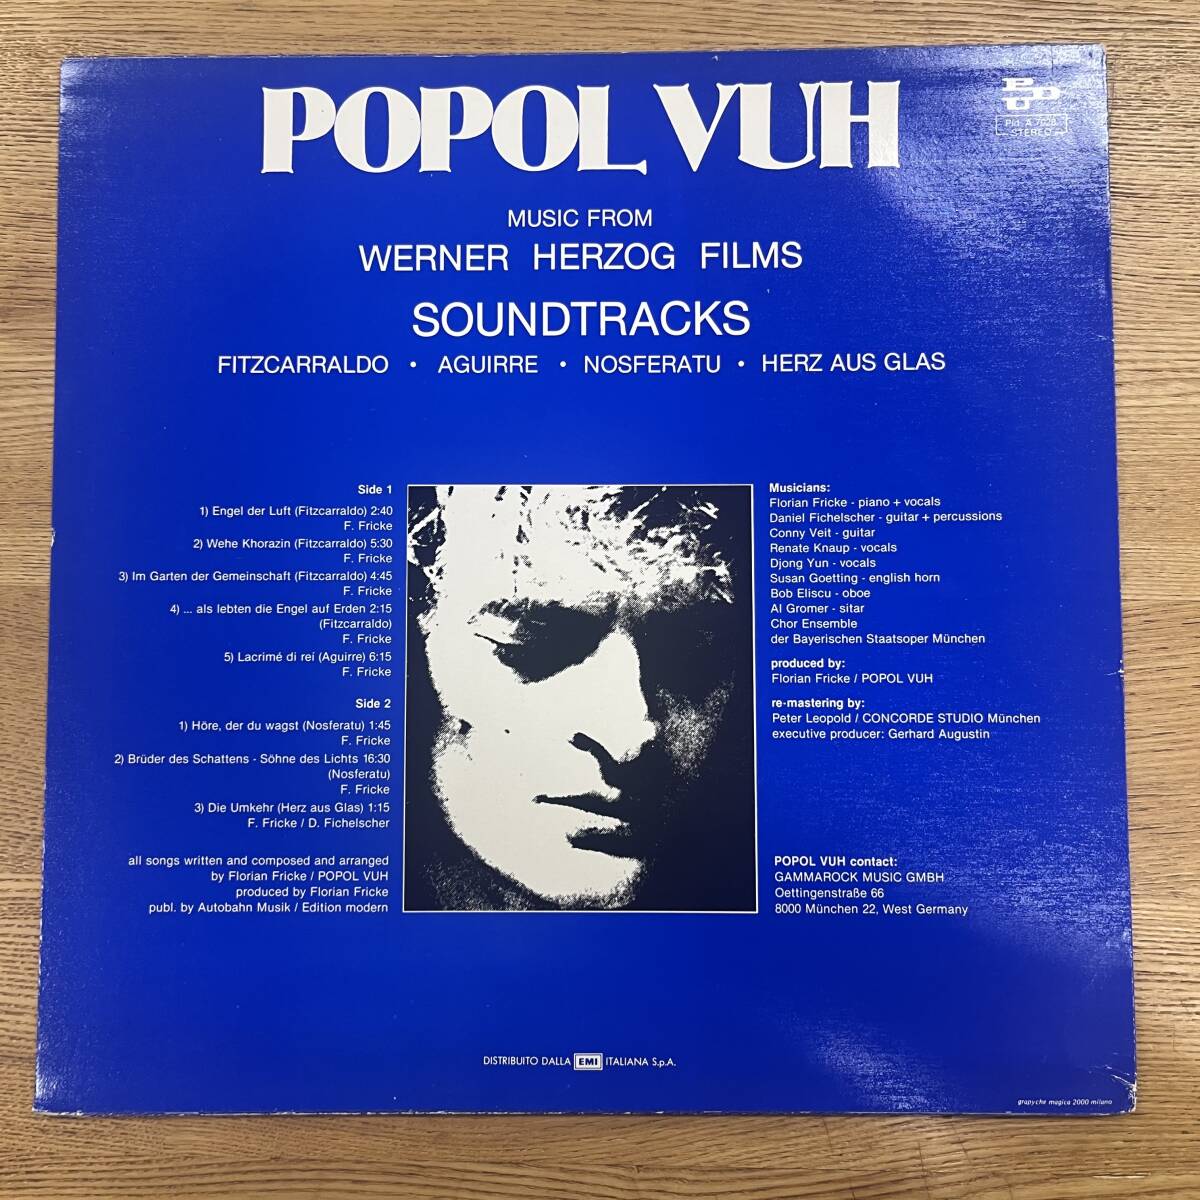 POPOL VUH
PDU
Pld. A 7028
STEREO
MUSIC FROM
WERNER HERZOG FILMS
SOUNDTRACKS
FITZCARRALDO • AGUIRRE • NOSFERATU • HERZ AUS GLAS
Side 1
1) Engel der Luft (Fitzcarraldo) 2:40
F. Fricke
2) Wehe Khorazin (Fitzcarraldo) 5:30
F. Fricke
3) Im Garten der Gemeinschaft (Fitzcarraldo) 4:45
F. Fricke
4) ... als lebten die Engel auf Erden 2:15
(Fitzcarraldo)
F. Fricke
5) Lacrimé di reí (Aguirre) 6:15
F. Fricke
Side 2
1) Höre, der du wagst (Nosferatu) 1:45
F. Fricke
2) Brüder des Schattens - Söhne des Lichts 16:30
(Nosferatu)
F. Fricke
3) Die Umkehr (Herz aus Glas) 1:15
F. Fricke / D. Fichelscher
all songs written and composed and arranged
by Florian Fricke / POPOL VUH
produced by Florian Fricke
publ. by Autobahn Musik / Edition modern
Musicians:
Florian Fricke - piano + vocals
Daniel Fichelscher - guitar + percussions
Conny Veit - guitar
Renate Knaup - vocals
Djong Yun - vocals
Susan Goetting - english horn
Bob Eliscu - oboe
Al Gromer - sitar
Chor Ensemble
der Bayerischen Staatsoper München
produced by:
Florian Fricke / POPOL VUH
re-mastering by:
Peter Leopold / CONCORDE STUDIO München
executive producer: Gerhard Augustin
POPOL VUH contact:
GAMMAROCK MUSIC GMBH
Oettingenstraße 66
8000 München 22, West Germany
DISTRIBUITO DALLA EMI ITALIANA S.p.A.
grapyche magica 2000 milano